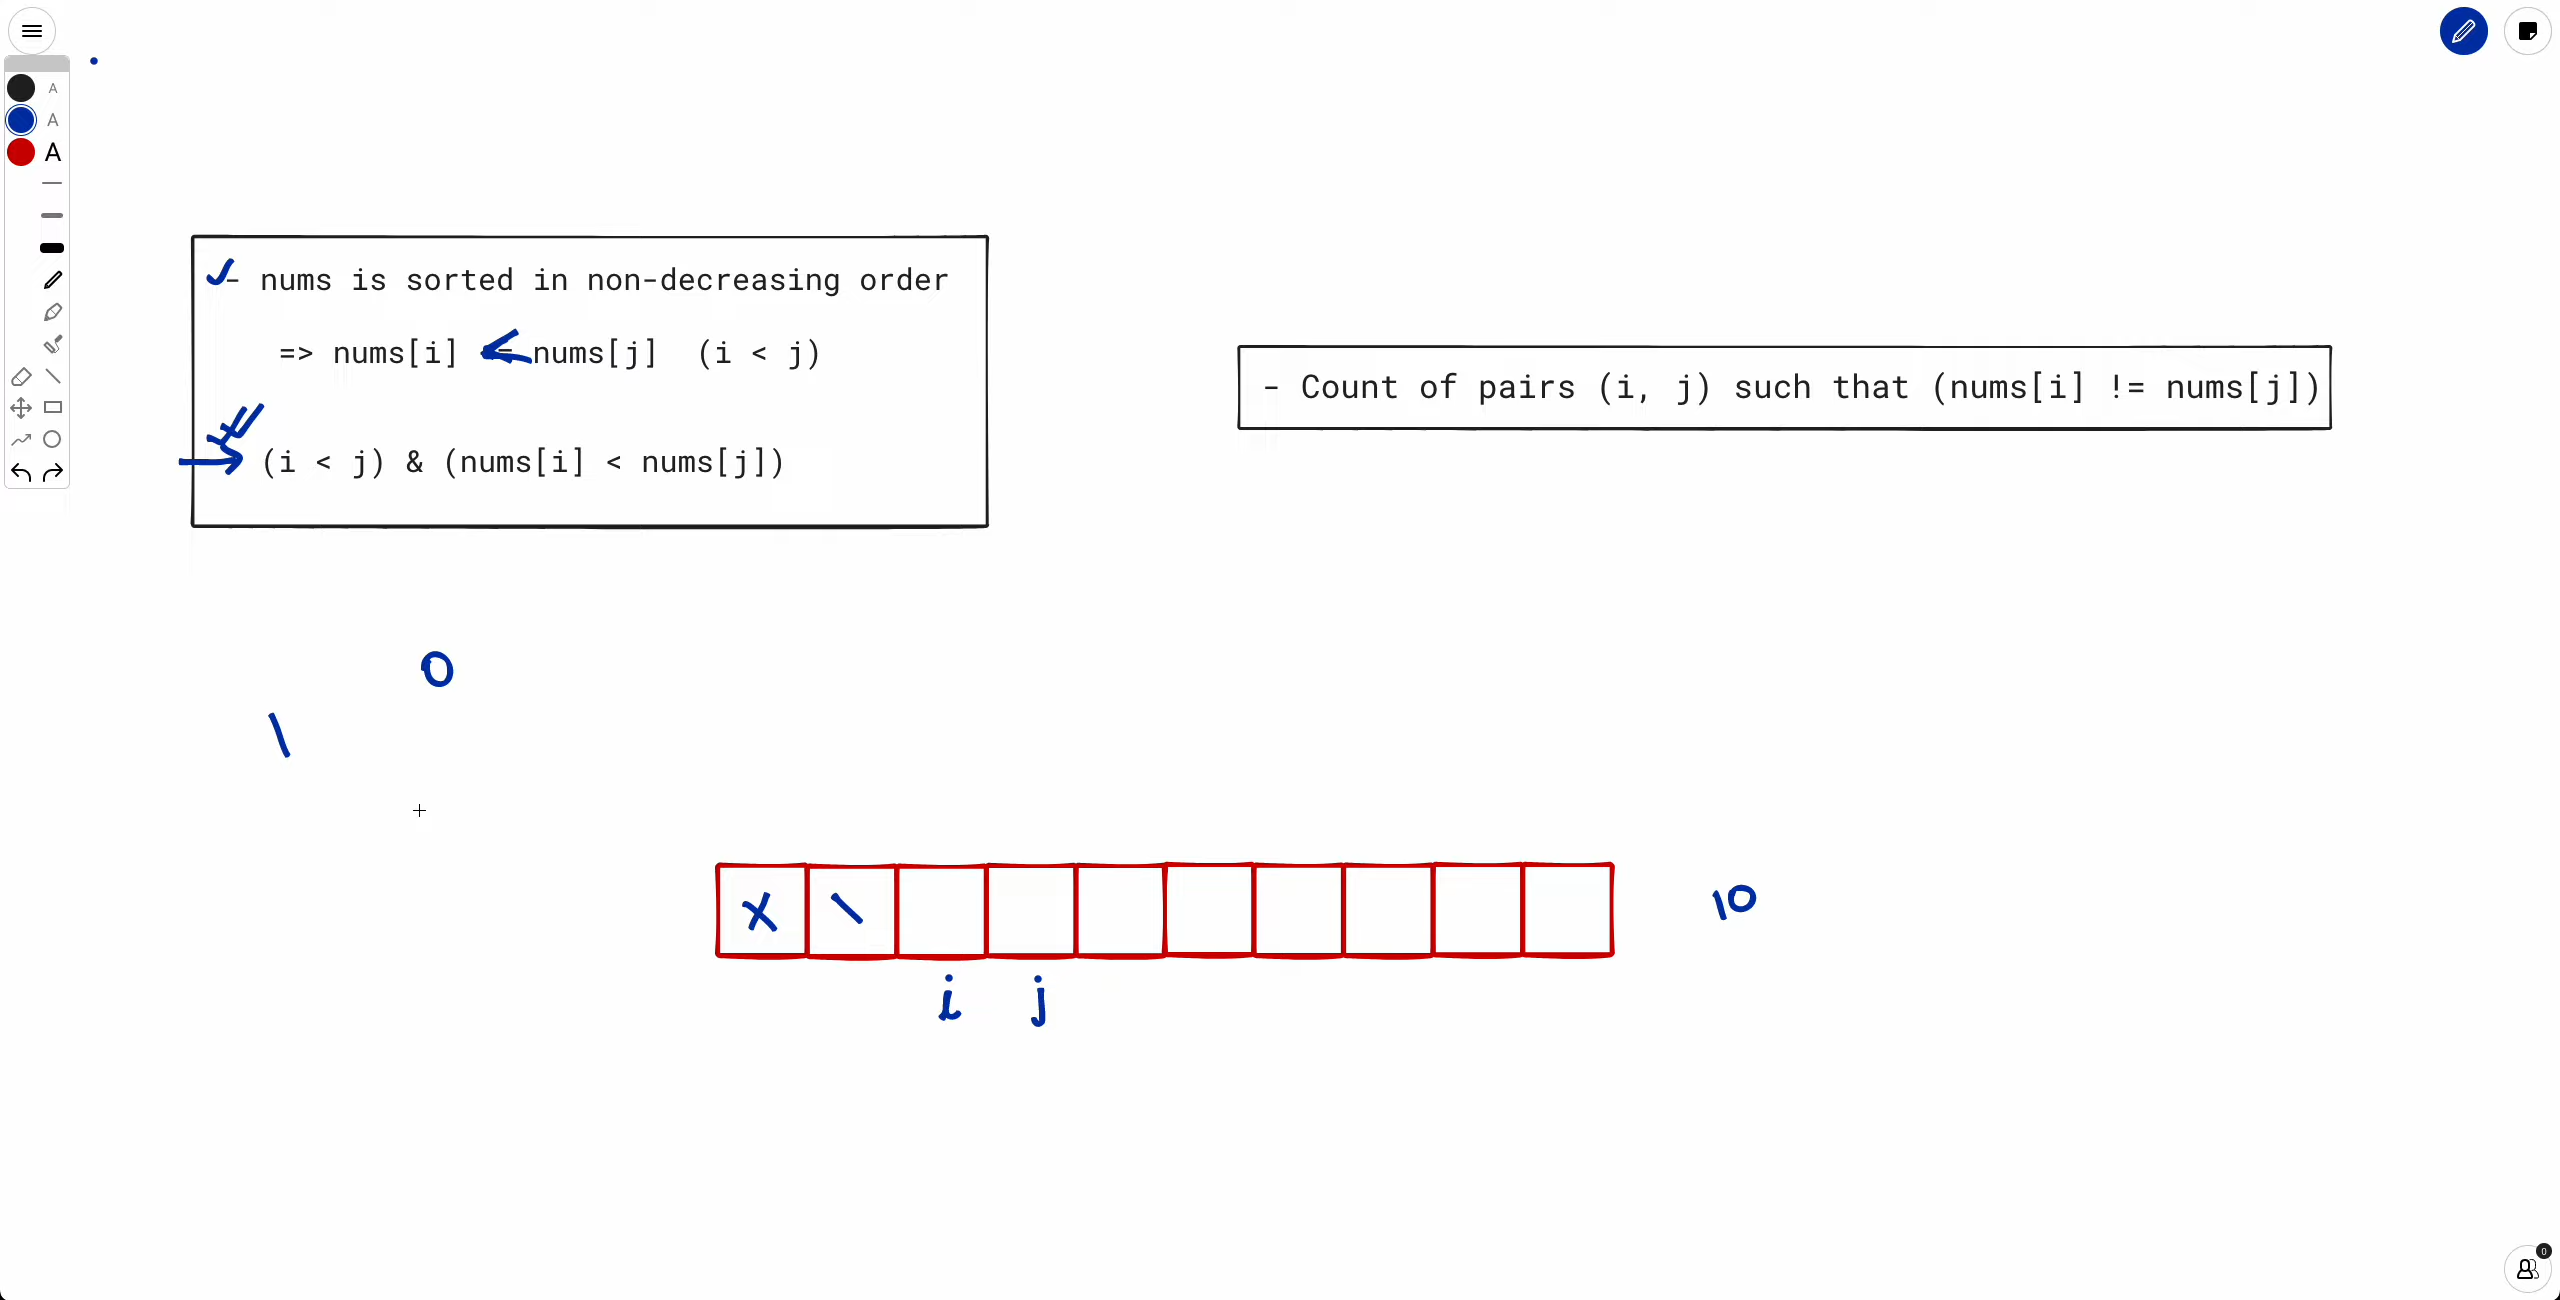 A
A
A
- nums is sorted in non-decreasing order
=> nums[i] <= nums[j] (i < j)
(i < j) & (nums[i] < nums[j])
- Count of pairs (i, j) such that (nums[i] != nums[j])
0
\
X \
10
i j
0